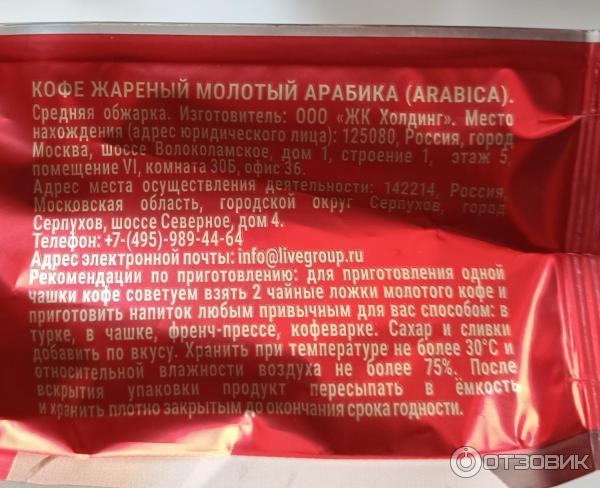 КОФЕ ЖАРЕНЫЙ МОЛОТЫЙ АРАБИКА (ARABICA).
Средняя обжарка. Изготовитель: ООО «ЖК Холдинг». Место
нахождения (адрес юридического лица): 125080, Россия, город
Москва, шоссе Волоколамское, дом 1, строение 1, этаж 5,
помещение VI, комната 30Б, офис 36.
Адрес места осуществления деятельности: 142214, Россия,
Московская область, городской округ Серпухов, город
Серпухов, шоссе Северное, дом 4.
Телефон: +7-(495)-989-44-64
Адрес электронной почты: info@livegroup.ru
Рекомендации по приготовлению: для приготовления одной
чашки кофе советуем взять 2 чайные ложки молотого кофе и
приготовить напиток любым привычным для вас способом: в
турке, в чашке, френч-прессе, кофеварке. Сахар и сливки
добавить по вкусу. Хранить при температуре не более 30°С и
относительной влажности воздуха не более 75%. После
вскрытия упаковки продукт пересыпать в ёмкость
и хранить плотно закрытым до окончания срока годности.
ОТЗОВИК